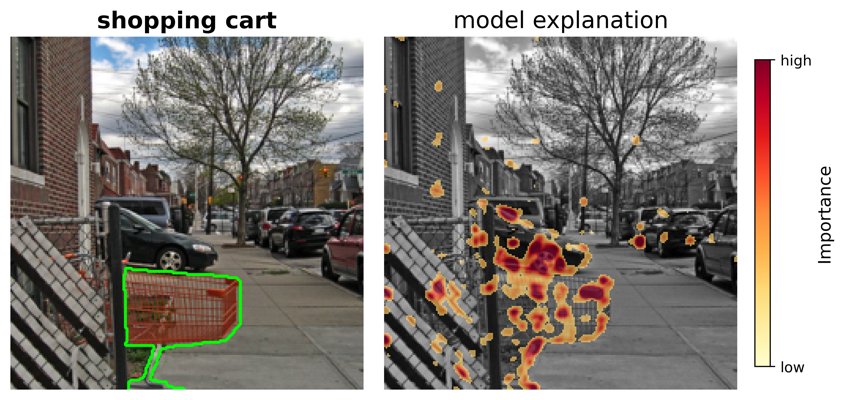 shopping cart
model explanation
high
Importance
low